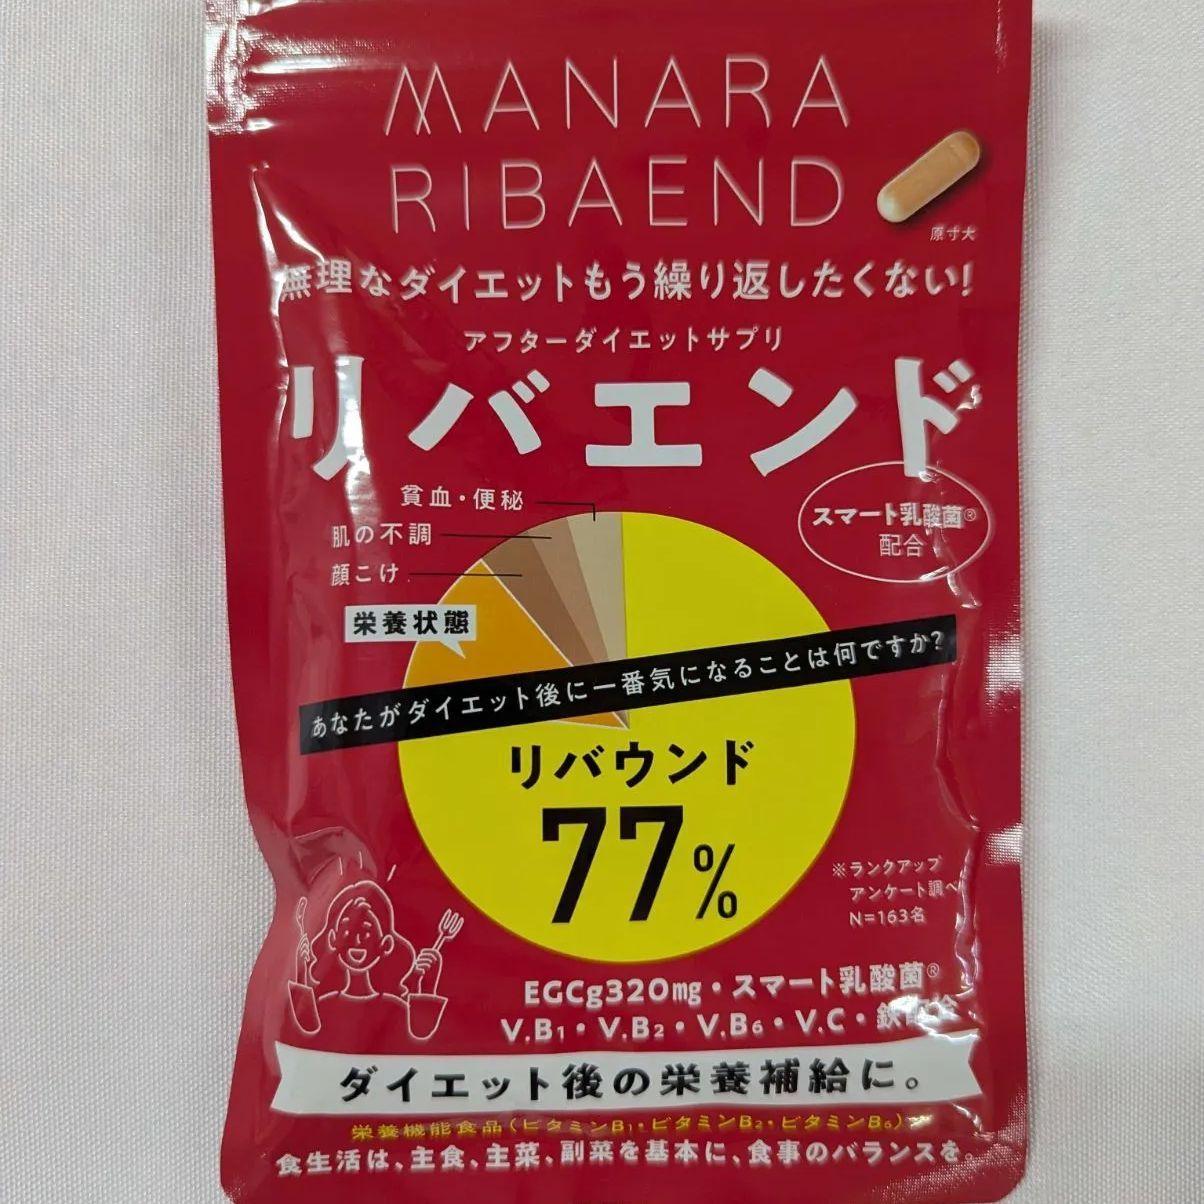 MANARA
RIBAEND
原寸大
無理なダイエットもう繰り返したくない!
アフターダイエットサプリ
リバエンド
スマート乳酸菌®
配合
貧血・便秘
肌の不調
顔こけ
栄養状態
あなたがダイエット後に一番気になることは何ですか?
リバウンド
77%
※ランクアップ
アンケート調べ
N=163名
EGCg320mg・スマート乳酸菌®
V.B₁・V.B₂・V.B₆・V.C・鉄配合
ダイエット後の栄養補給に。
栄養機能食品(ビタミンB₁・ビタミンB₂・ビタミンB₆)
食生活は、主食、主菜、副菜を基本に、食事のバランスを。